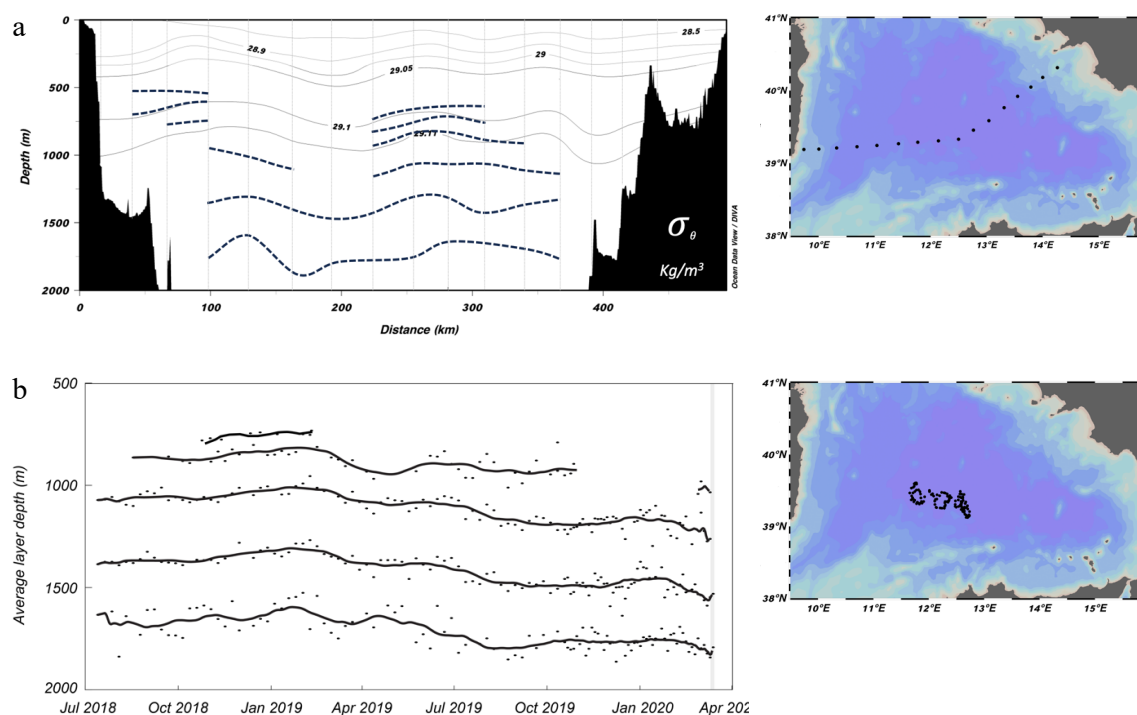 a
0
500
1000
1500
2000
Depth (m)
28.9
29.05
29
28.5
29.1
29.11
σθ
Kg/m³
0
100
200
300
400
Distance (km)
Ocean Data View / DIVA
41°N
40°N
39°N
38°N
10°E
11°E
12°E
13°E
14°E
15°E
b
500
1000
1500
2000
Average layer depth (m)
Jul 2018
Oct 2018
Jan 2019
Apr 2019
Jul 2019
Oct 2019
Jan 2020
Apr 202
41°N
40°N
39°N
38°N
10°E
11°E
12°E
13°E
14°E
15°E